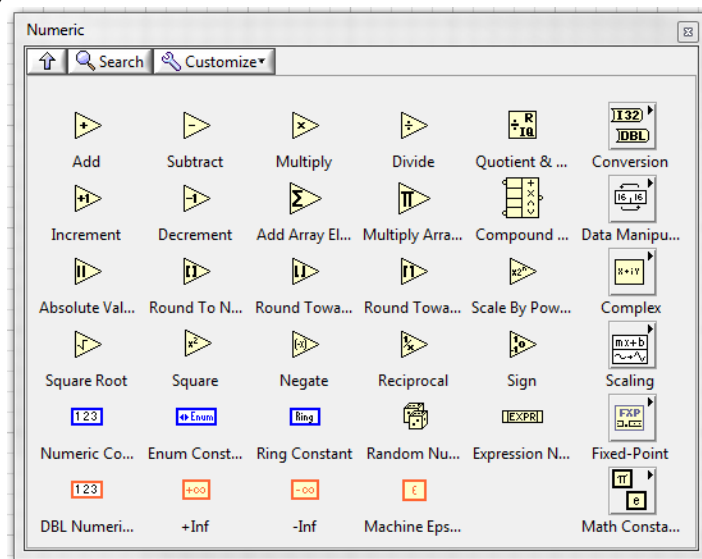 Numeric
Search Customize
Add Subtract Multiply Divide Quotient & ... Conversion
Increment Decrement Add Array El... Multiply Arra... Compound ... Data Manipu...
Absolute Val... Round To N... Round Towa... Round Towa... Scale By Pow... Complex
Square Root Square Negate Reciprocal Sign Scaling
Numeric Co... Enum Const... Ring Constant Random Nu... Expression N... Fixed-Point
DBL Numeri... +Inf -Inf Machine Eps... Math Consta...